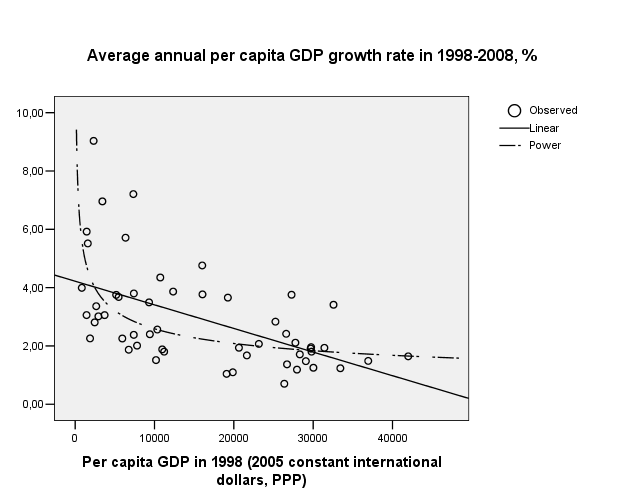 Average annual per capita GDP growth rate in 1998-2008, %
10,00
8,00
6,00
4,00
2,00
0,00
0
10000
20000
30000
40000
Per capita GDP in 1998 (2005 constant international
dollars, PPP)
Observed
Linear
Power